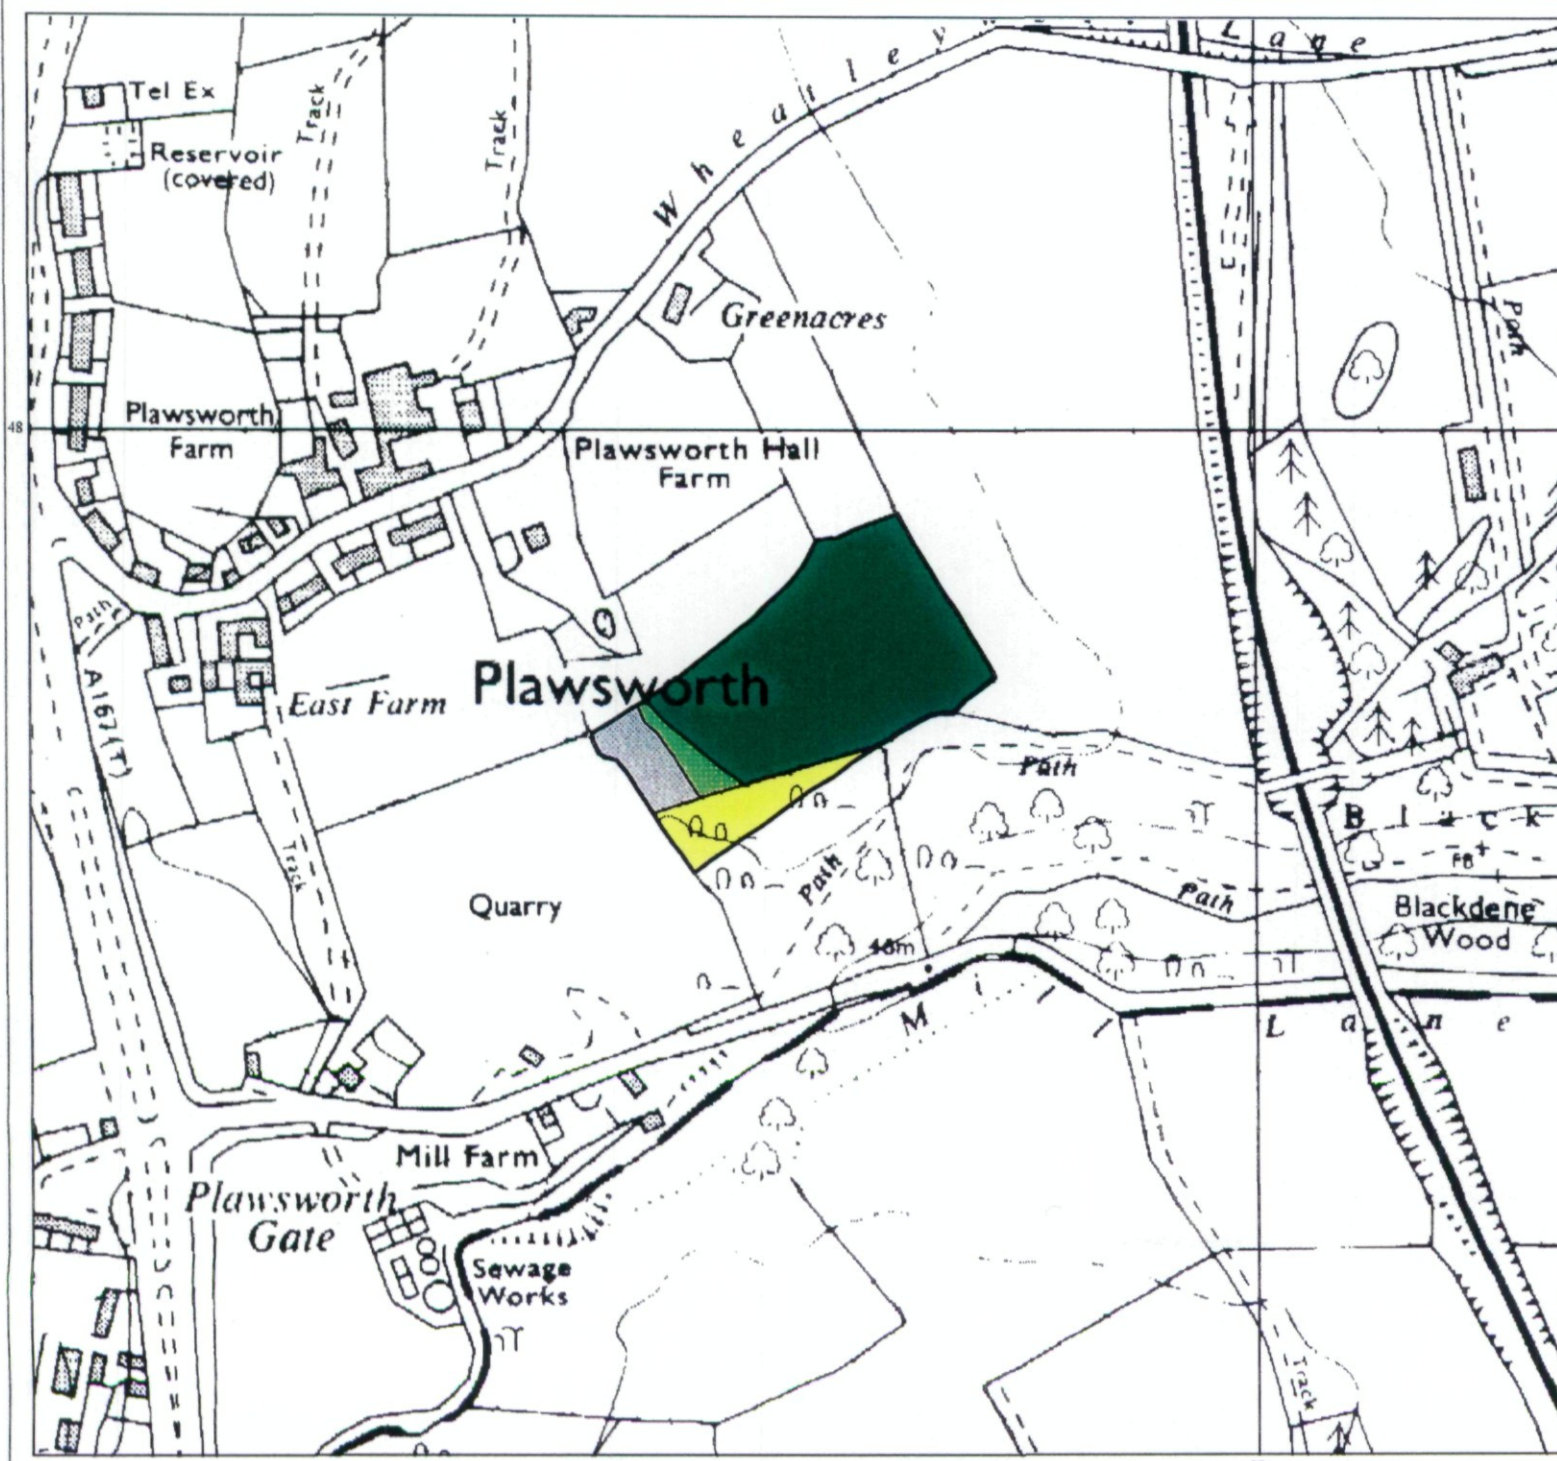 Wheatley Lane
Tel Ex
Track
Track
Reservoir
(covered)
Path
Greenacres
48
Plawsworth
Farm
Plawsworth Hall
Farm
Path
A167(T)
East Farm
Plawsworth
Path
Track
Black
FB
Path
Path
Quarry
Blackdene
Wood
48m
Mill Lane
Mill Farm
Plawsworth
Gate
Sewage
Works
Track